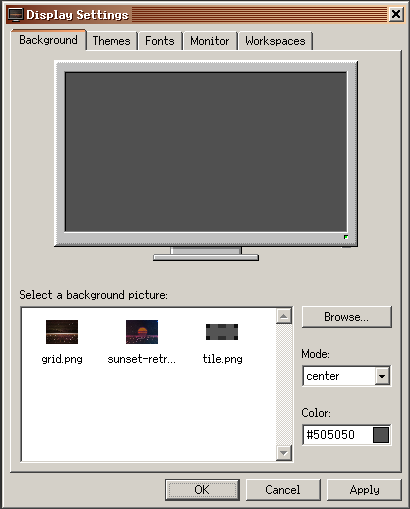 Display Settings
Background Themes Fonts Monitor Workspaces
Select a background picture:
Browse...
grid.png sunset-retr... tile.png
Mode:
center
Color:
#505050
OK Cancel Apply